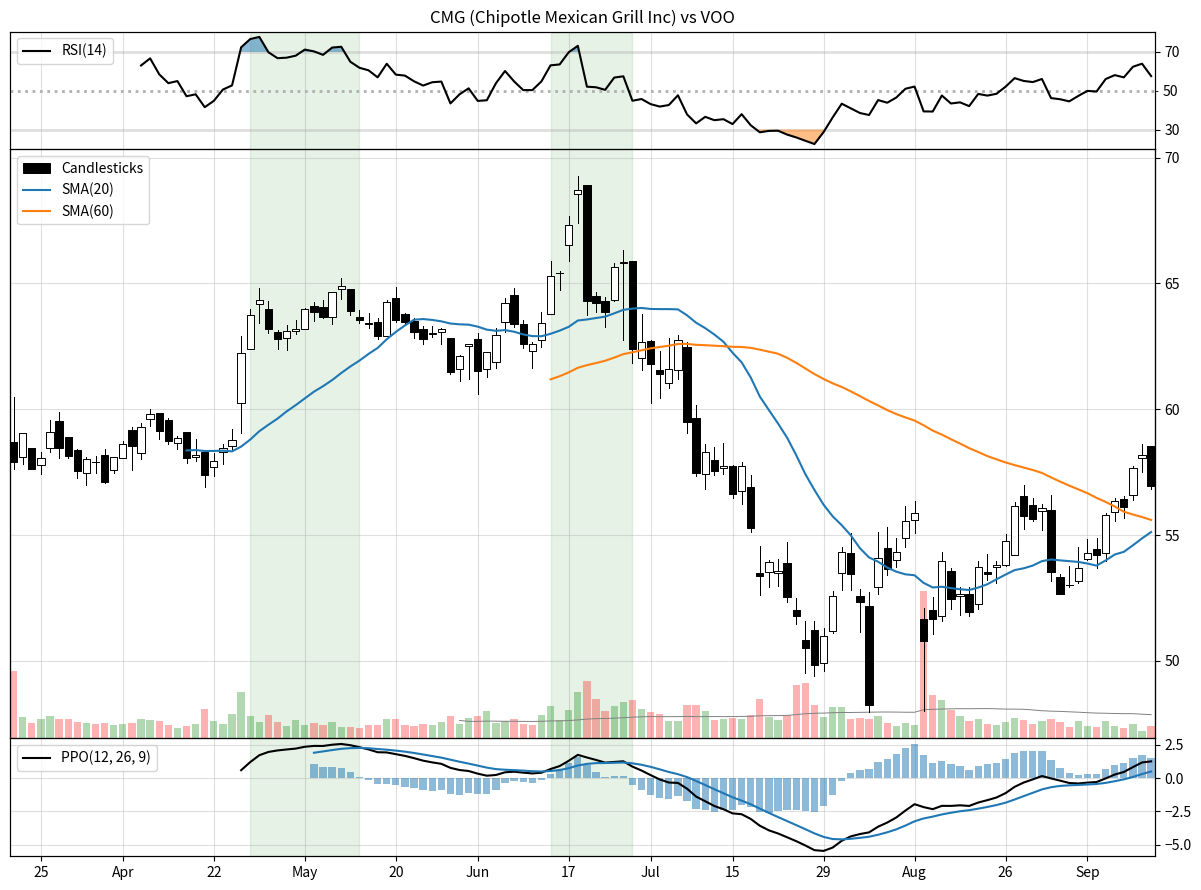 CMG (Chipotle Mexican Grill Inc) vs VOO
RSI(14)
70
50
30
Candlesticks
SMA(20)
SMA(60)
70
65
60
55
50
PPO(12, 26, 9)
2.5
0.0
−2.5
−5.0
25 Apr 22 May 20 Jun 17 Jul 15 29 Aug 26 Sep